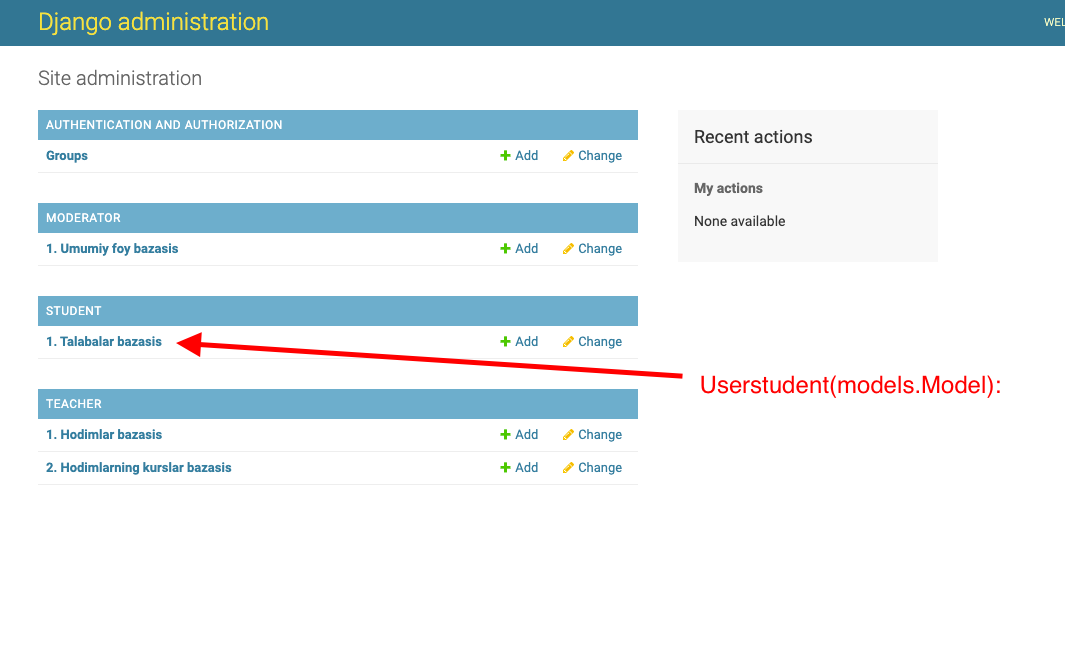 Django administration
WEL
Site administration
AUTHENTICATION AND AUTHORIZATION
Groups Add Change
MODERATOR
1. Umumiy foy bazasis Add Change
STUDENT
1. Talabalar bazasis Add Change
TEACHER
1. Hodimlar bazasis Add Change
2. Hodimlarning kurslar bazasis Add Change
Recent actions
My actions
None available
Userstudent(models.Model):